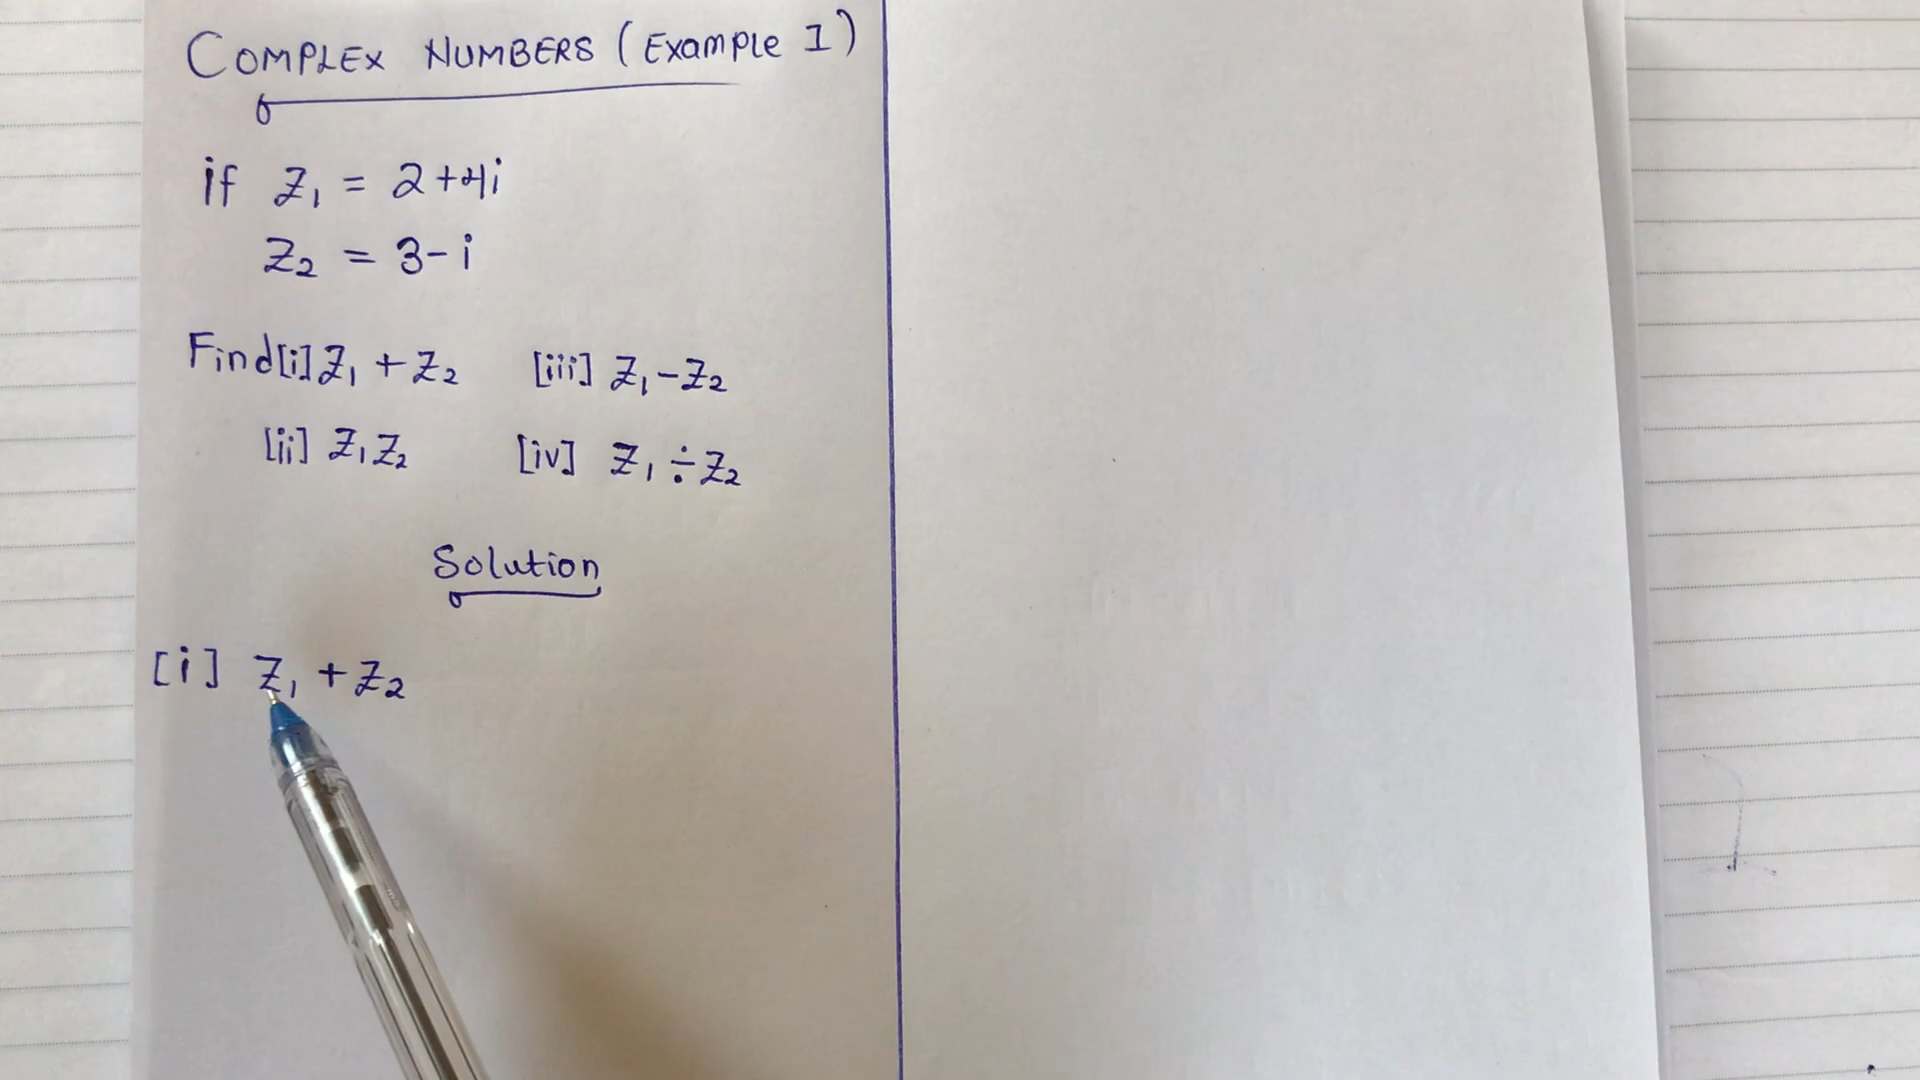 COMPLEX NUMBERS (Example 1)
if Z₁ = 2+4i
Z₂ = 3-i
Find[i] Z₁ + Z₂ [iii] Z₁-Z₂
[ii] Z₁Z₂ [iv] Z₁ ÷ Z₂
Solution
[i] Z₁ + Z₂